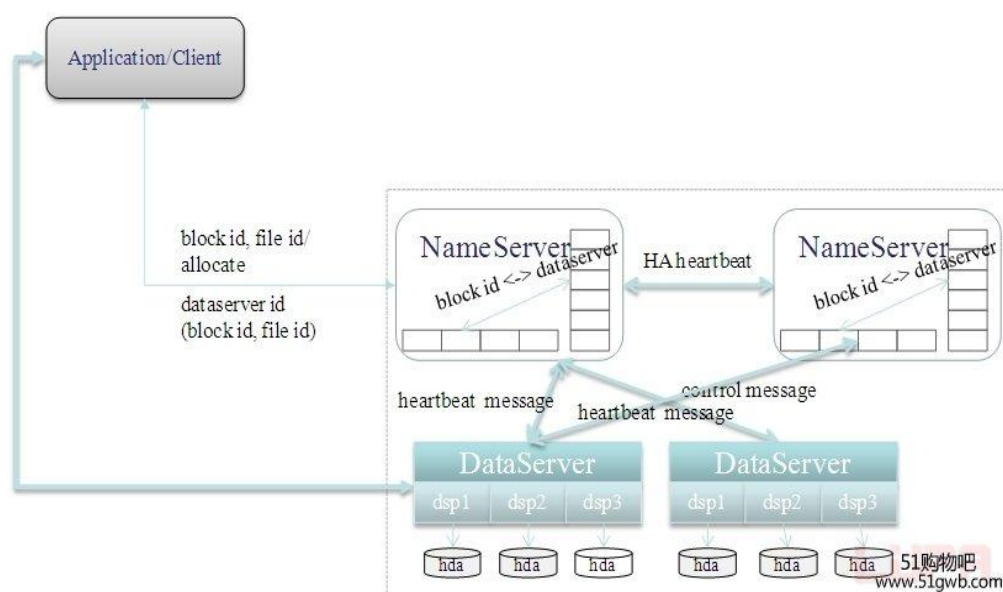 Application/Client
block id, file id/
allocate
dataserver id
(block id, file id)
NameServer
block id <-> dataserver
HA heartbeat
NameServer
block id <-> dataserver
heartbeat message
control message
heartbeat message
DataServer
dsp1 dsp2 dsp3
hda hda hda
DataServer
dsp1 dsp2 dsp3
hda hda hda
51购物吧
www.51gwb.com